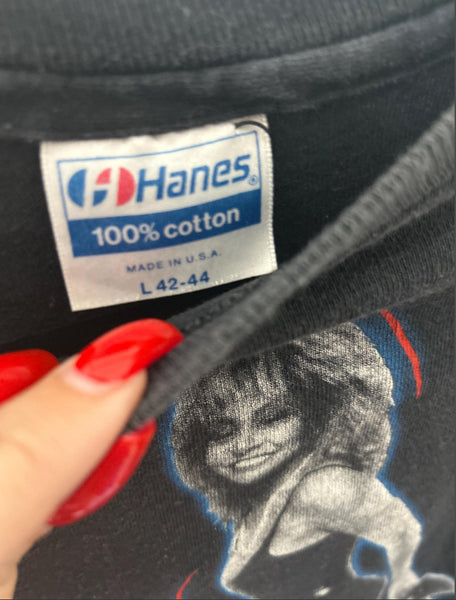 Hanes®
100% cotton
MADE IN U.S.A.
L 42-44